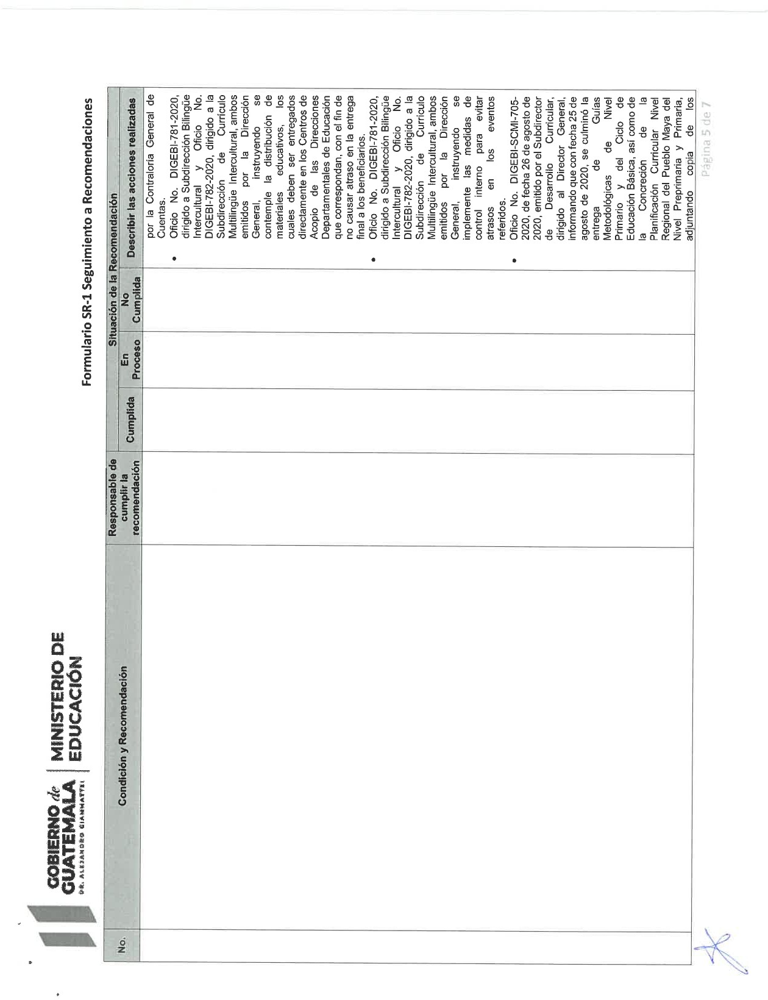 GOBIERNO de
GUATEMALA
DR. ALEJANDRO GIAMMATTEI
MINISTERIO DE
EDUCACIÓN
Formulario SR-1 Seguimiento a Recomendaciones
No.
Condición y Recomendación
Responsable de
cumplir la
recomendación
Situación de la Recomendación
Cumplida
En
Proceso
No
Cumplida
Describir las acciones realizadas
por la Contraloría General de
Cuentas.
• Oficio No. DIGEBI-781-2020,
dirigido a Subdirección Bilingüe
Intercultural y Oficio No.
DIGEBI-782-2020, dirigido a la
Subdirección de Currículo
Multilingüe Intercultural, ambos
emitidos por la Dirección
General, instruyendo se
contemple la distribución de
materiales educativos, los
cuales deben ser entregados
directamente en los Centros de
Acopio de las Direcciones
Departamentales de Educación
que correspondan, con el fin de
no causar atraso en la entrega
final a los beneficiarios.
• Oficio No. DIGEBI-781-2020,
dirigido a Subdirección Bilingüe
Intercultural y Oficio No.
DIGEBI-782-2020, dirigido a la
Subdirección de Currículo
Multilingüe Intercultural, ambos
emitidos por la Dirección
General, instruyendo se
implemente las medidas de
control interno para evitar
atrasos en los eventos
referidos.
• Oficio No. DIGEBI-SCMI-705-
2020, de fecha 26 de agosto de
2020, emitido por el Subdirector
de Desarrollo Curricular,
dirigido al Director General,
informando que con fecha 25 de
agosto de 2020, se culminó la
entrega de Guías
Metodológicas de Nivel
Primario y del Ciclo de
Educación Básica, así como de
la Concreción de la
Planificación Curricular Nivel
Regional del Pueblo Maya del
Nivel Preprimaria y Primaria,
adjuntando copia de los
Página 5 de 7